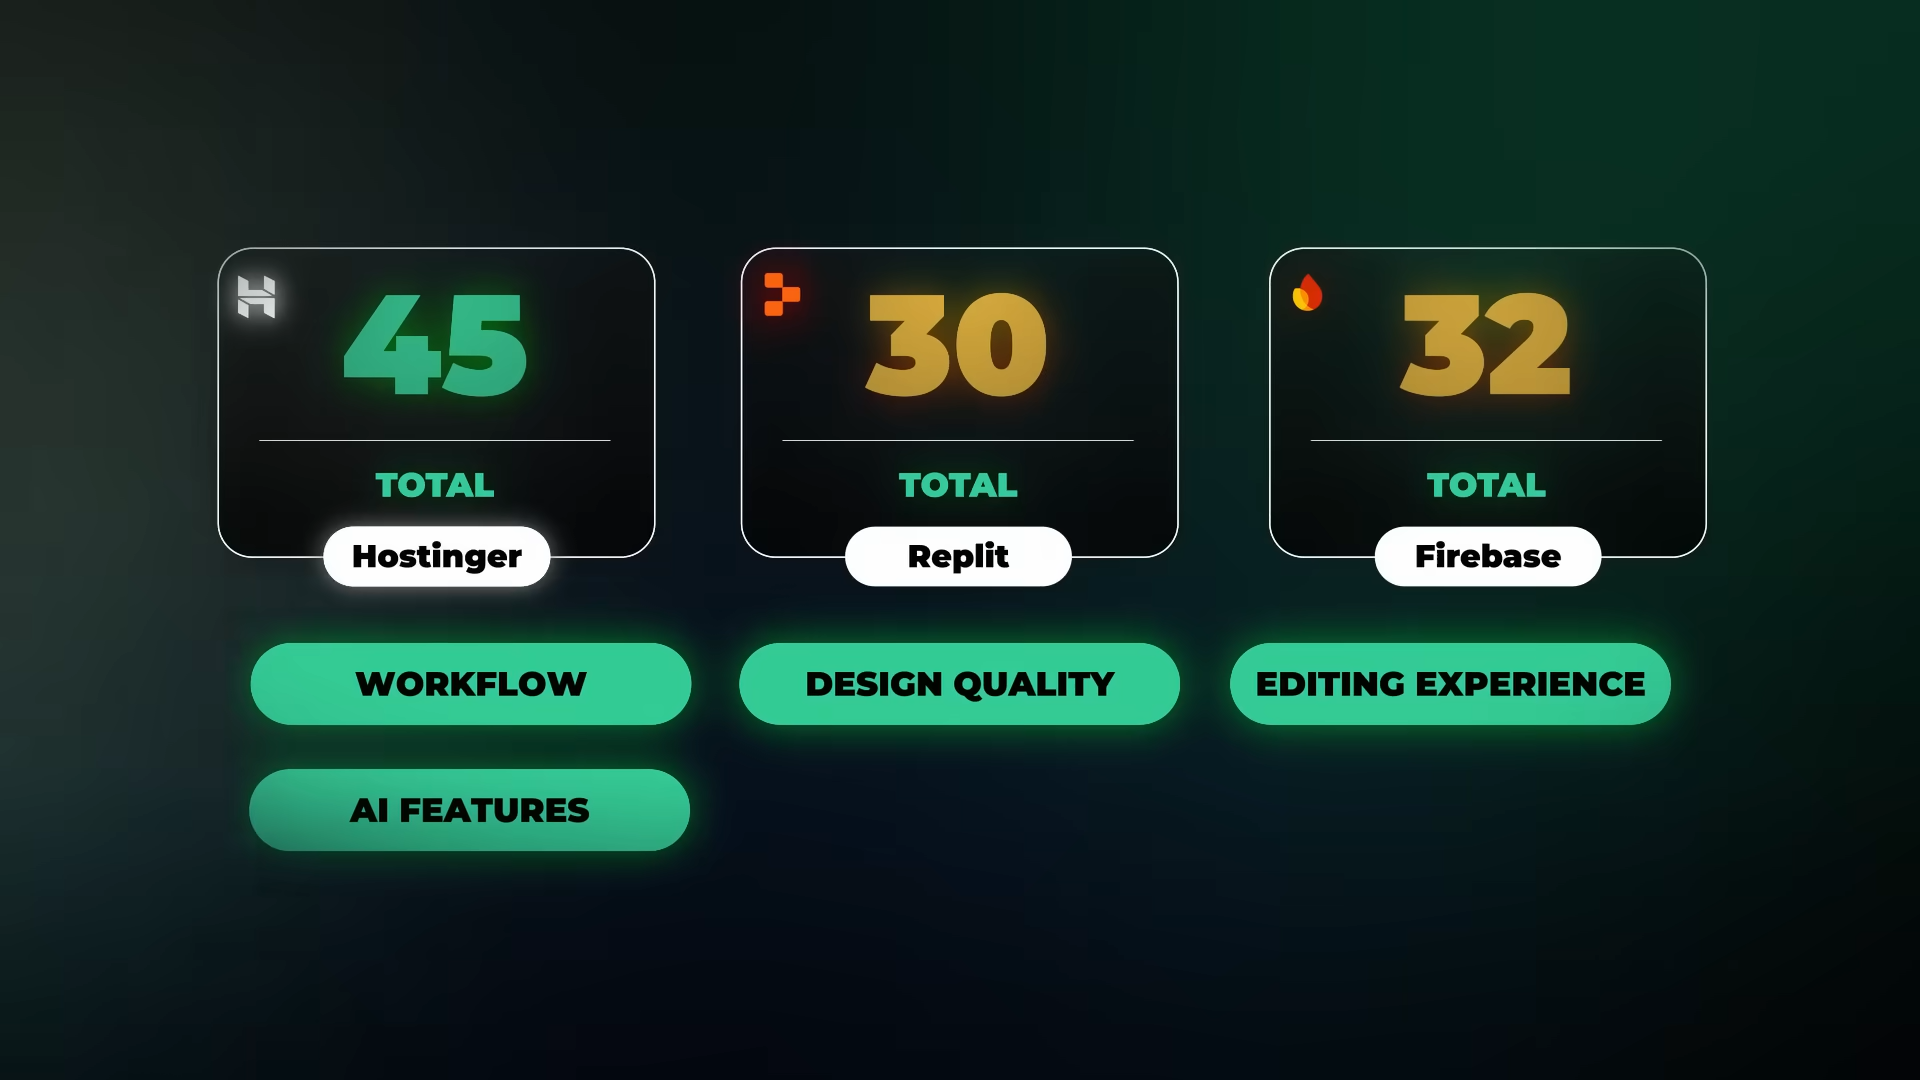 45
TOTAL
Hostinger
30
TOTAL
Replit
32
TOTAL
Firebase
WORKFLOW
DESIGN QUALITY
EDITING EXPERIENCE
AI FEATURES